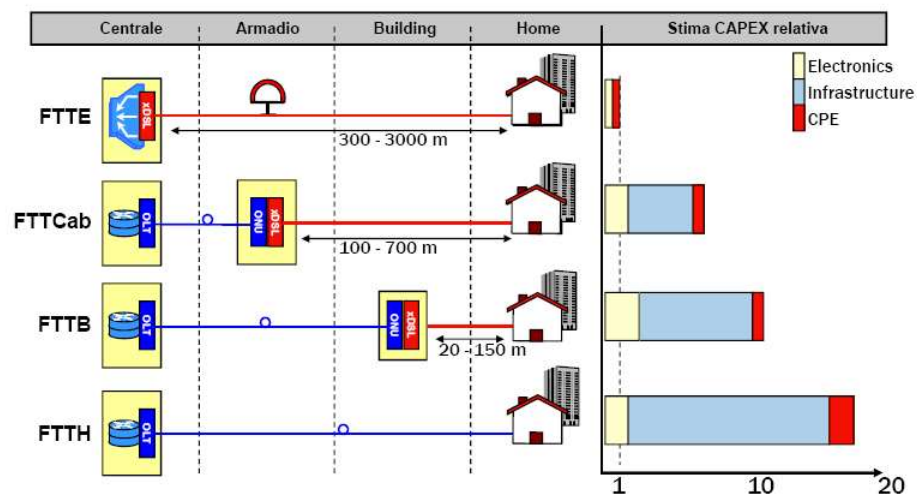 Centrale Armadio Building Home Stima CAPEX relativa
Electronics
Infrastructure
CPE
FTTE
xDSL
300 - 3000 m
FTTCab
OLT
ONU
xDSL
100 - 700 m
FTTB
OLT
ONU
xDSL
20 - 150 m
FTTH
OLT
1 10 20